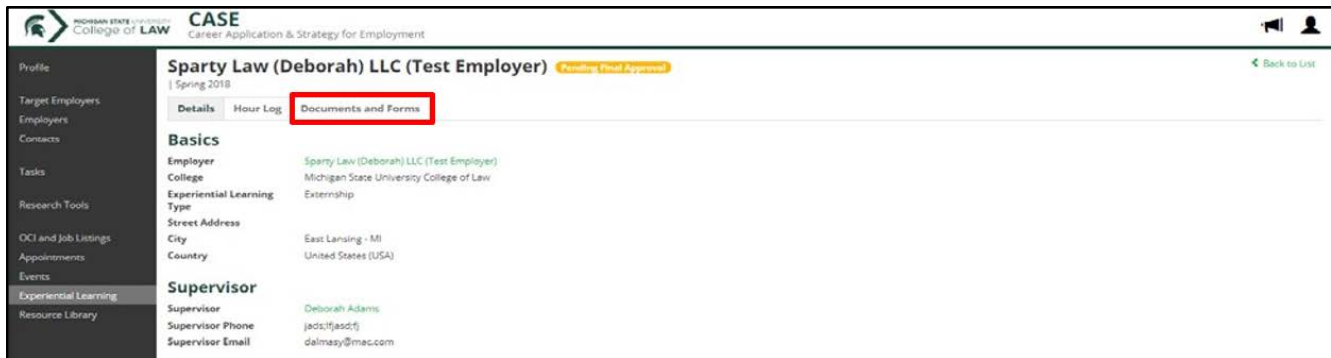 MICHIGAN STATE UNIVERSITY
College of LAW
CASE
Career Application & Strategy for Employment
Profile
Target Employers
Employers
Contacts
Tasks
Research Tools
OCI and Job Listings
Appointments
Events
Experiential Learning
Resource Library
Sparty Law (Deborah) LLC (Test Employer) Pending Final Approval
Back to List
| Spring 2018
Details Hour Log Documents and Forms
Basics
Employer Sparty Law (Deborah) LLC (Test Employer)
College Michigan State University College of Law
Experiential Learning Externship
Type
Street Address
City East Lansing - MI
Country United States (USA)
Supervisor
Supervisor Deborah Adams
Supervisor Phone
Supervisor Email dalmasy@mac.com